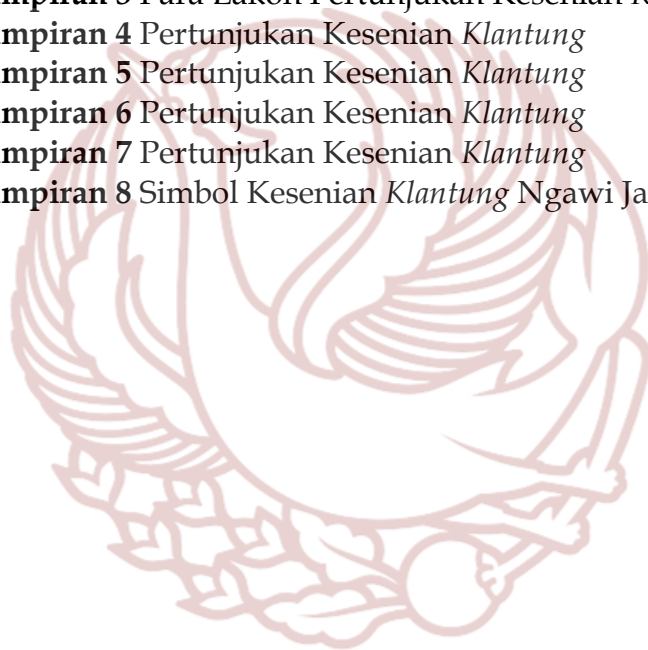 mpiran 3 Para Lakon Pertunjukan Kesenian
mpiran 4 Pertunjukan Kesenian Klantung
mpiran 5 Pertunjukan Kesenian Klantung
mpiran 6 Pertunjukan Kesenian Klantung
mpiran 7 Pertunjukan Kesenian Klantung
mpiran 8 Simbol Kesenian Klantung Ngawi Ja